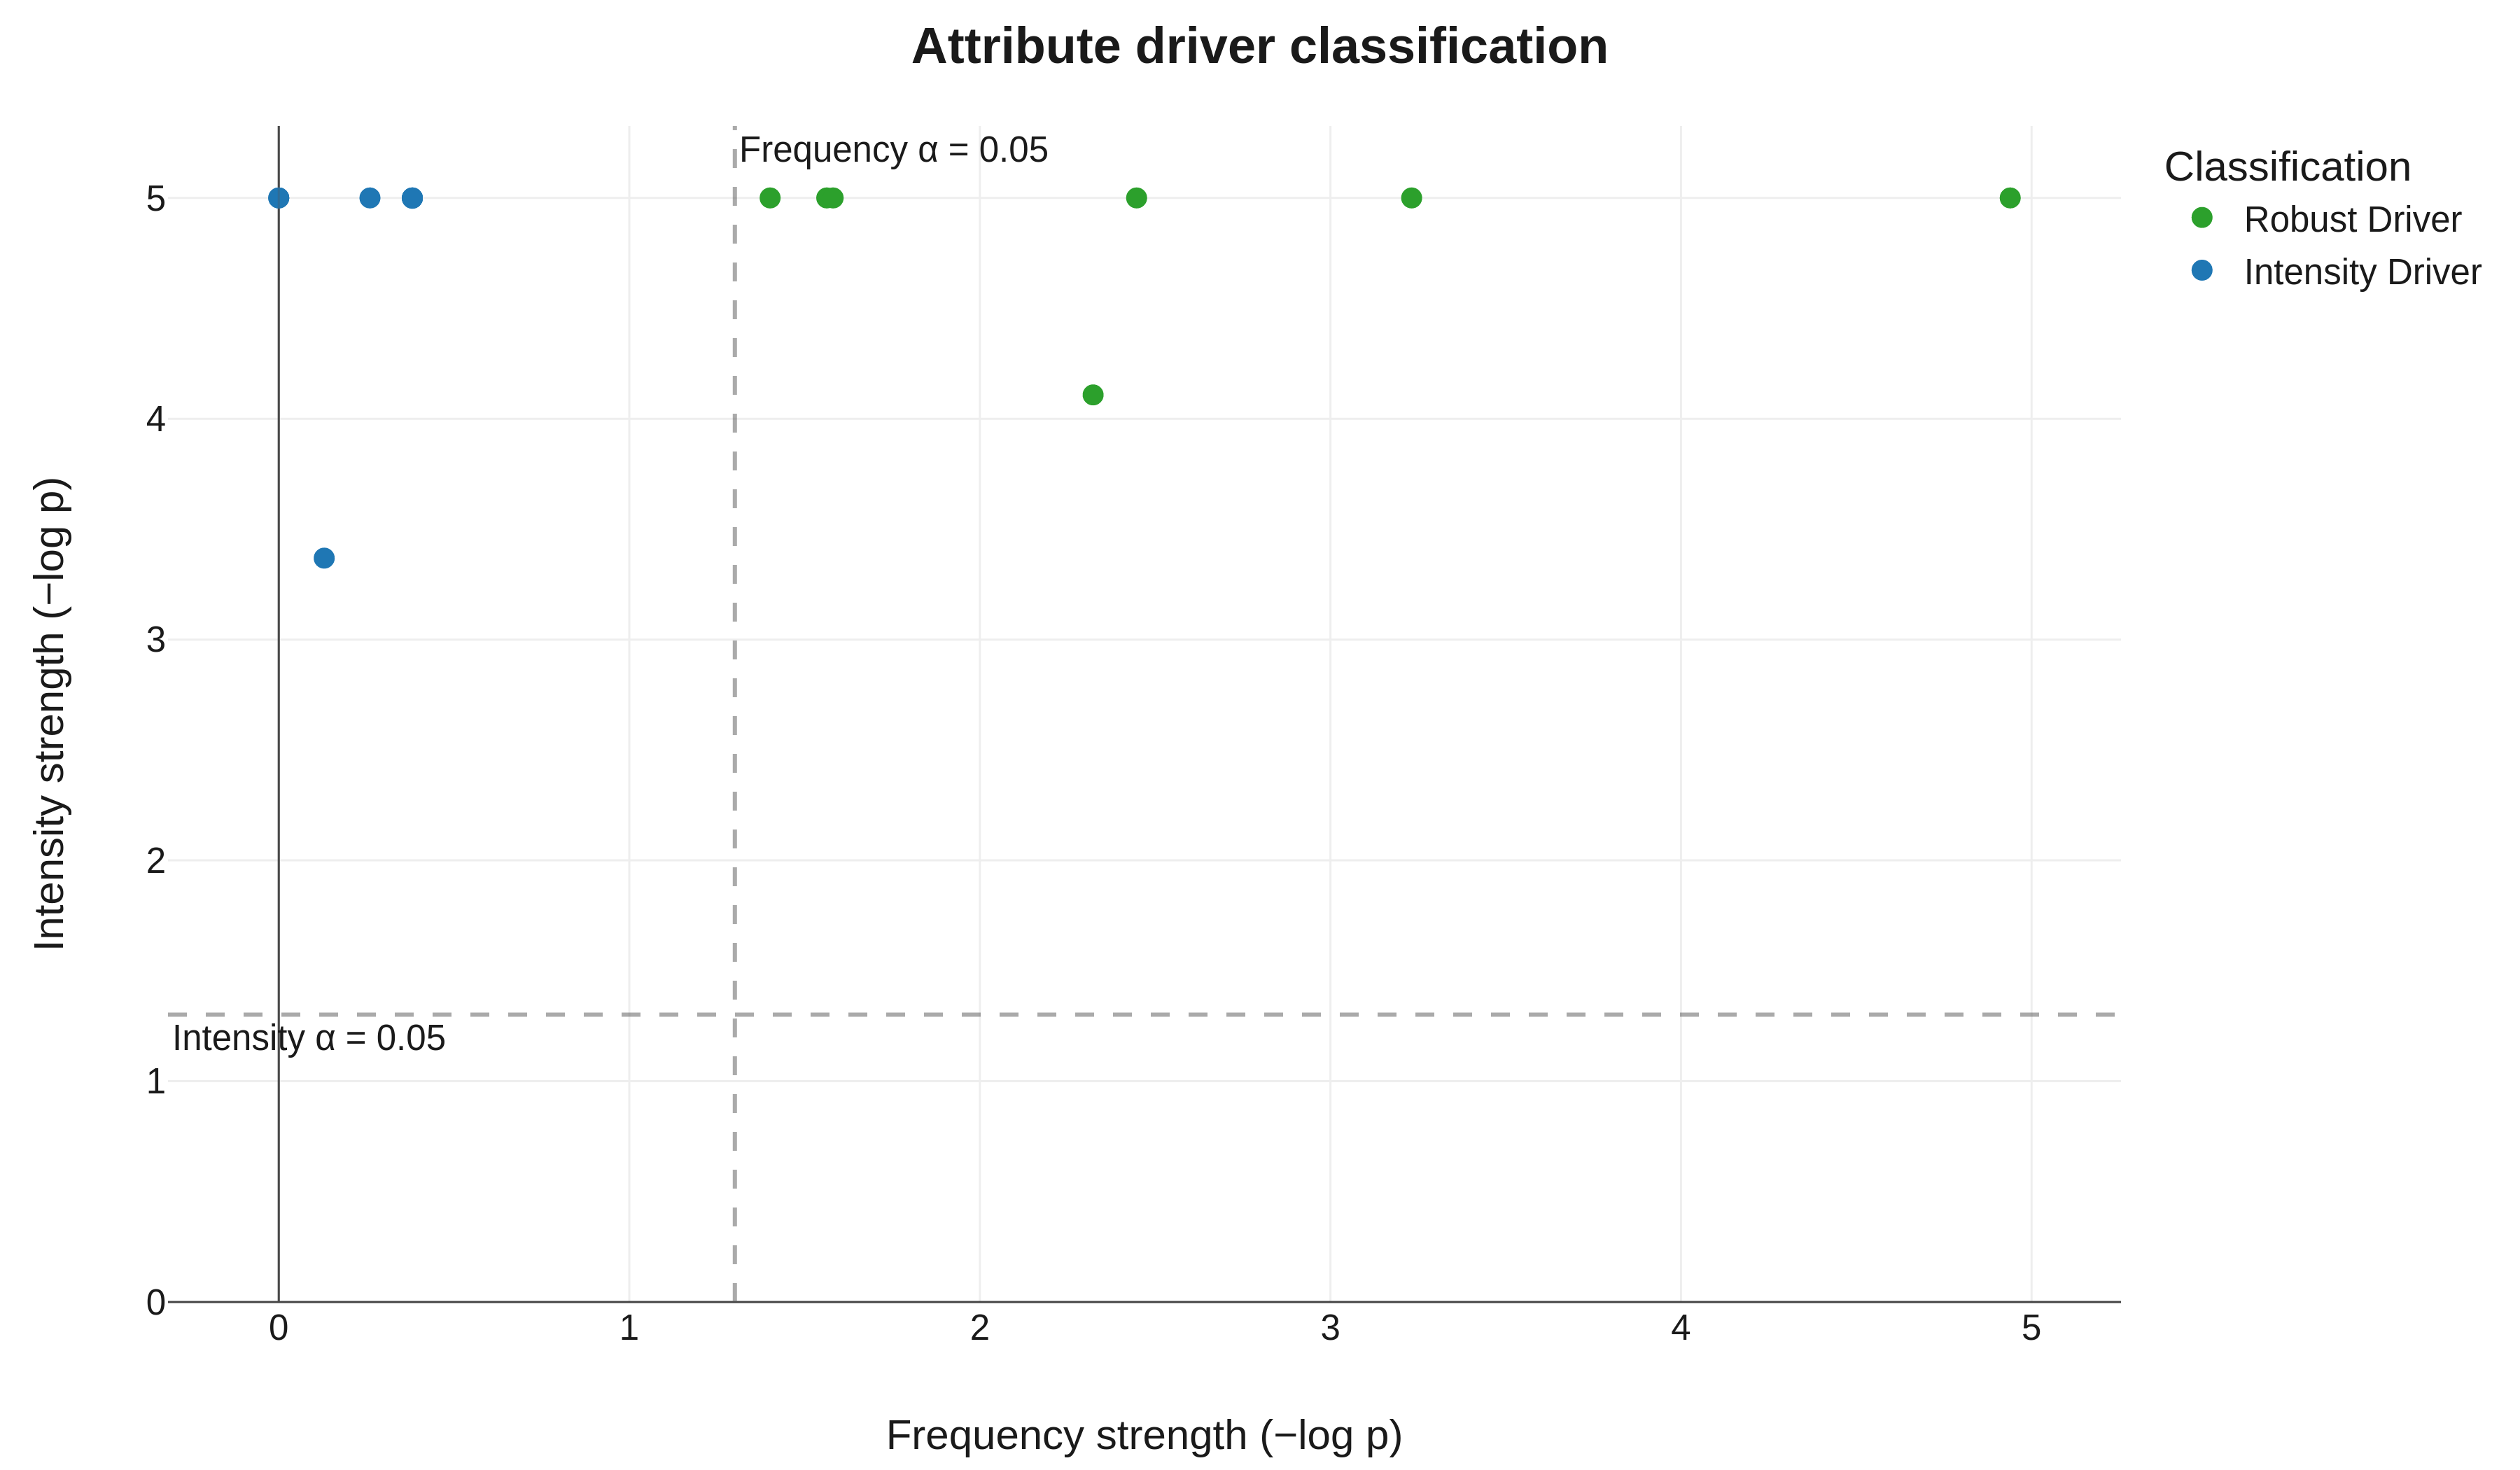 Attribute driver classification
Frequency α = 0.05
Classification
Robust Driver
Intensity Driver
5
4
3
2
1
0
Intensity strength (−log p)
Intensity α = 0.05
0
1
2
3
4
5
Frequency strength (−log p)